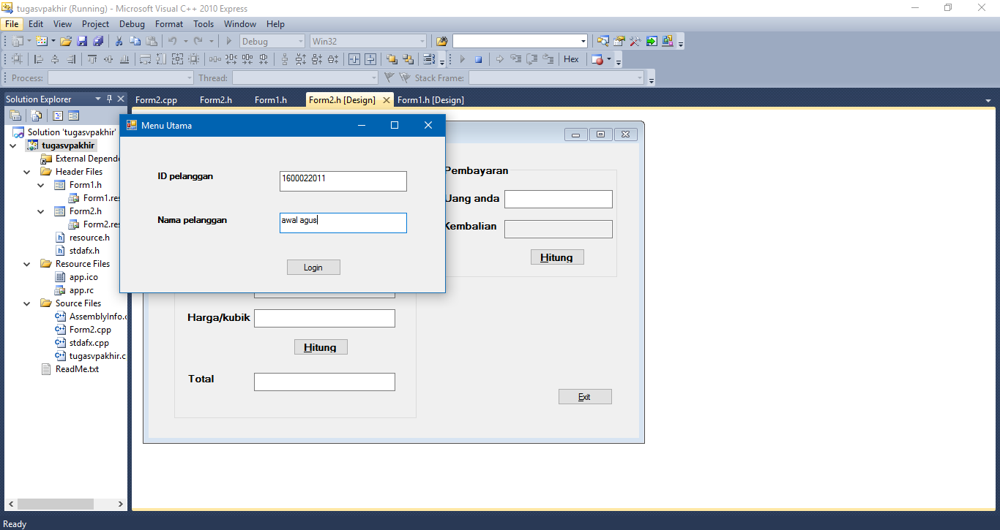 tugasvpakhir (Running) - Microsoft Visual C++ 2010 Express
File Edit View Project Debug Format Tools Window Help
Debug Win32
Hex
Process: Thread: Stack Frame:
Solution Explorer
Form2.cpp Form2.h Form1.h Form2.h [Design] Form1.h [Design]
Solution 'tugasvpakhir'
tugasvpakhir
External Depende
Header Files
Form1.h
Form1.res
Form2.h
Form2.res
resource.h
stdafx.h
Resource Files
app.ico
app.rc
Source Files
AssemblyInfo.c
Form2.cpp
stdafx.cpp
tugasvpakhir.c
ReadMe.txt
Menu Utama
ID pelanggan 1600022011
Nama pelanggan awal agus
Login
Pembayaran
Uang anda
Kembalian
Hitung
Harga/kubik
Hitung
Total
Exit
Ready